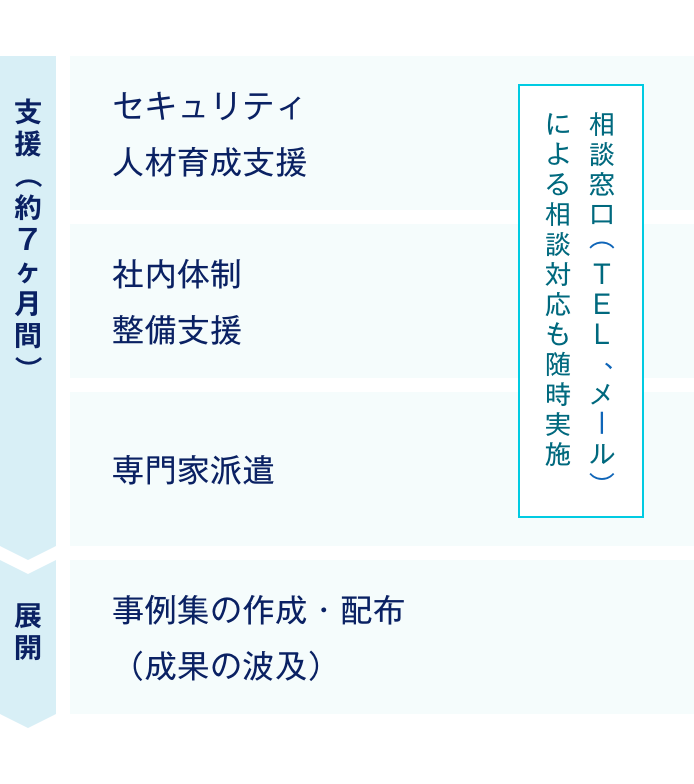 支援（約7ヶ月間）
セキュリティ
人材育成支援
社内体制
整備支援
専門家派遣
相談窓口（TEL、メール）
による相談対応も随時実施
展開
事例集の作成・配布
（成果の波及）